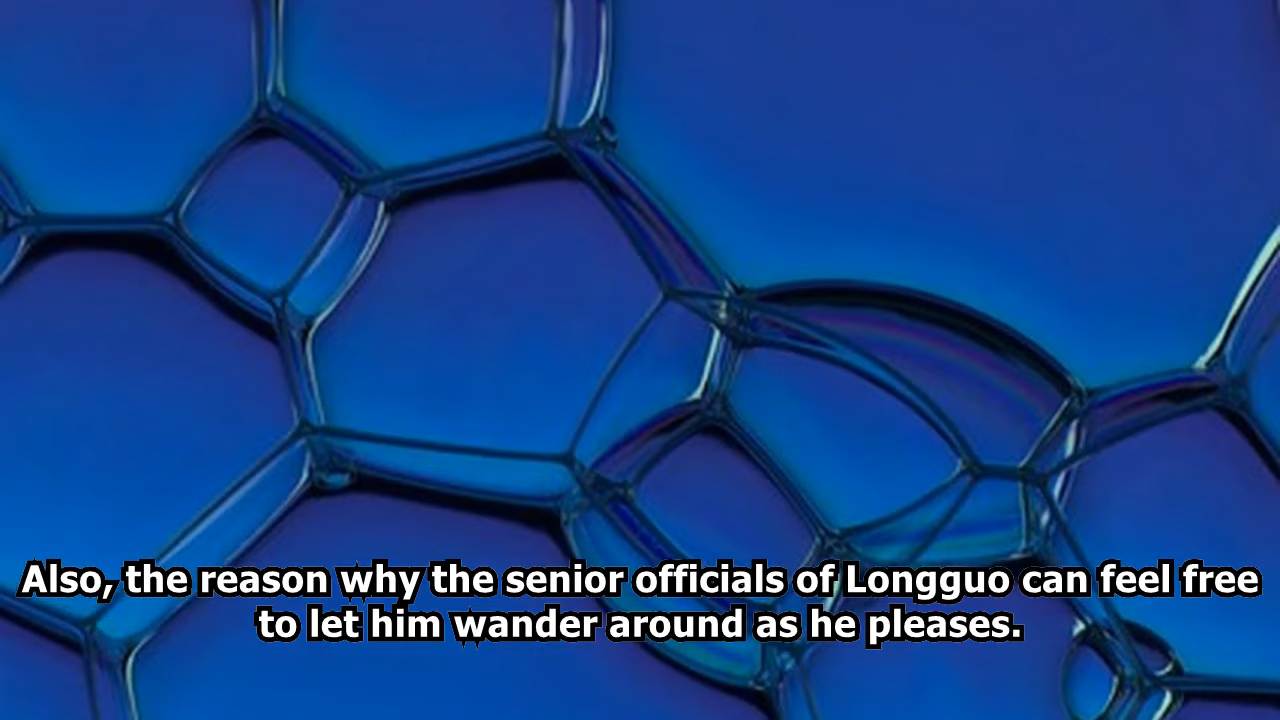 Also, the reason why the senior officials of Longguo can feel free
to let him wander around as he pleases.